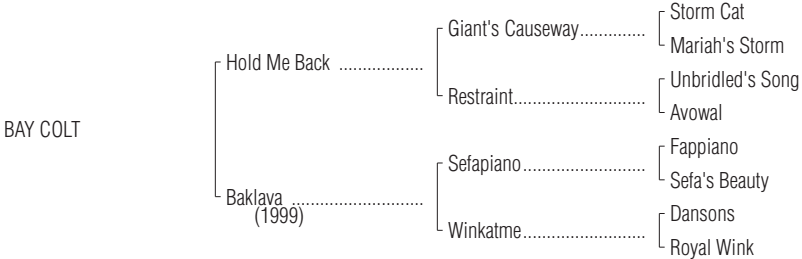 Storm Cat
Giant's Causeway..............
Mariah's Storm
Hold Me Back ..................
Unbridled's Song
Restraint............................
Avowal
BAY COLT
Fappiano
Sefapiano..........................
Sefa's Beauty
Baklava ............................
(1999)
Dansons
Winkatme..........................
Royal Wink